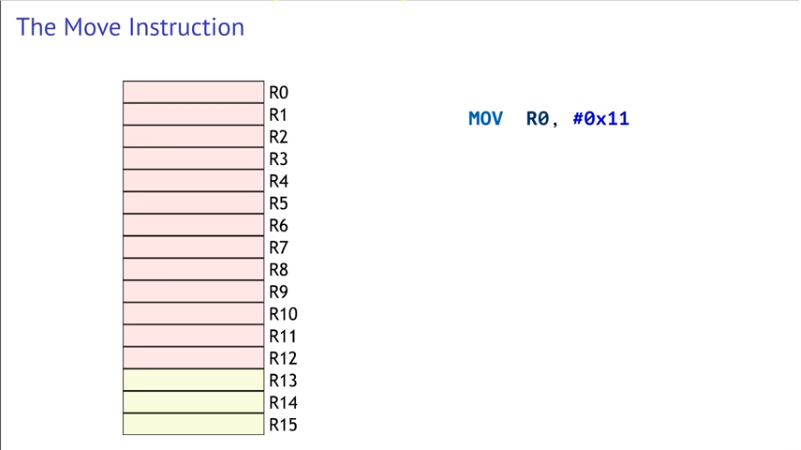 The Move Instruction
R0
MOV R0, #0x11
R1
R2
R3
R4
R5
R6
R7
R8
R9
R10
R11
R12
R13
R14
R15